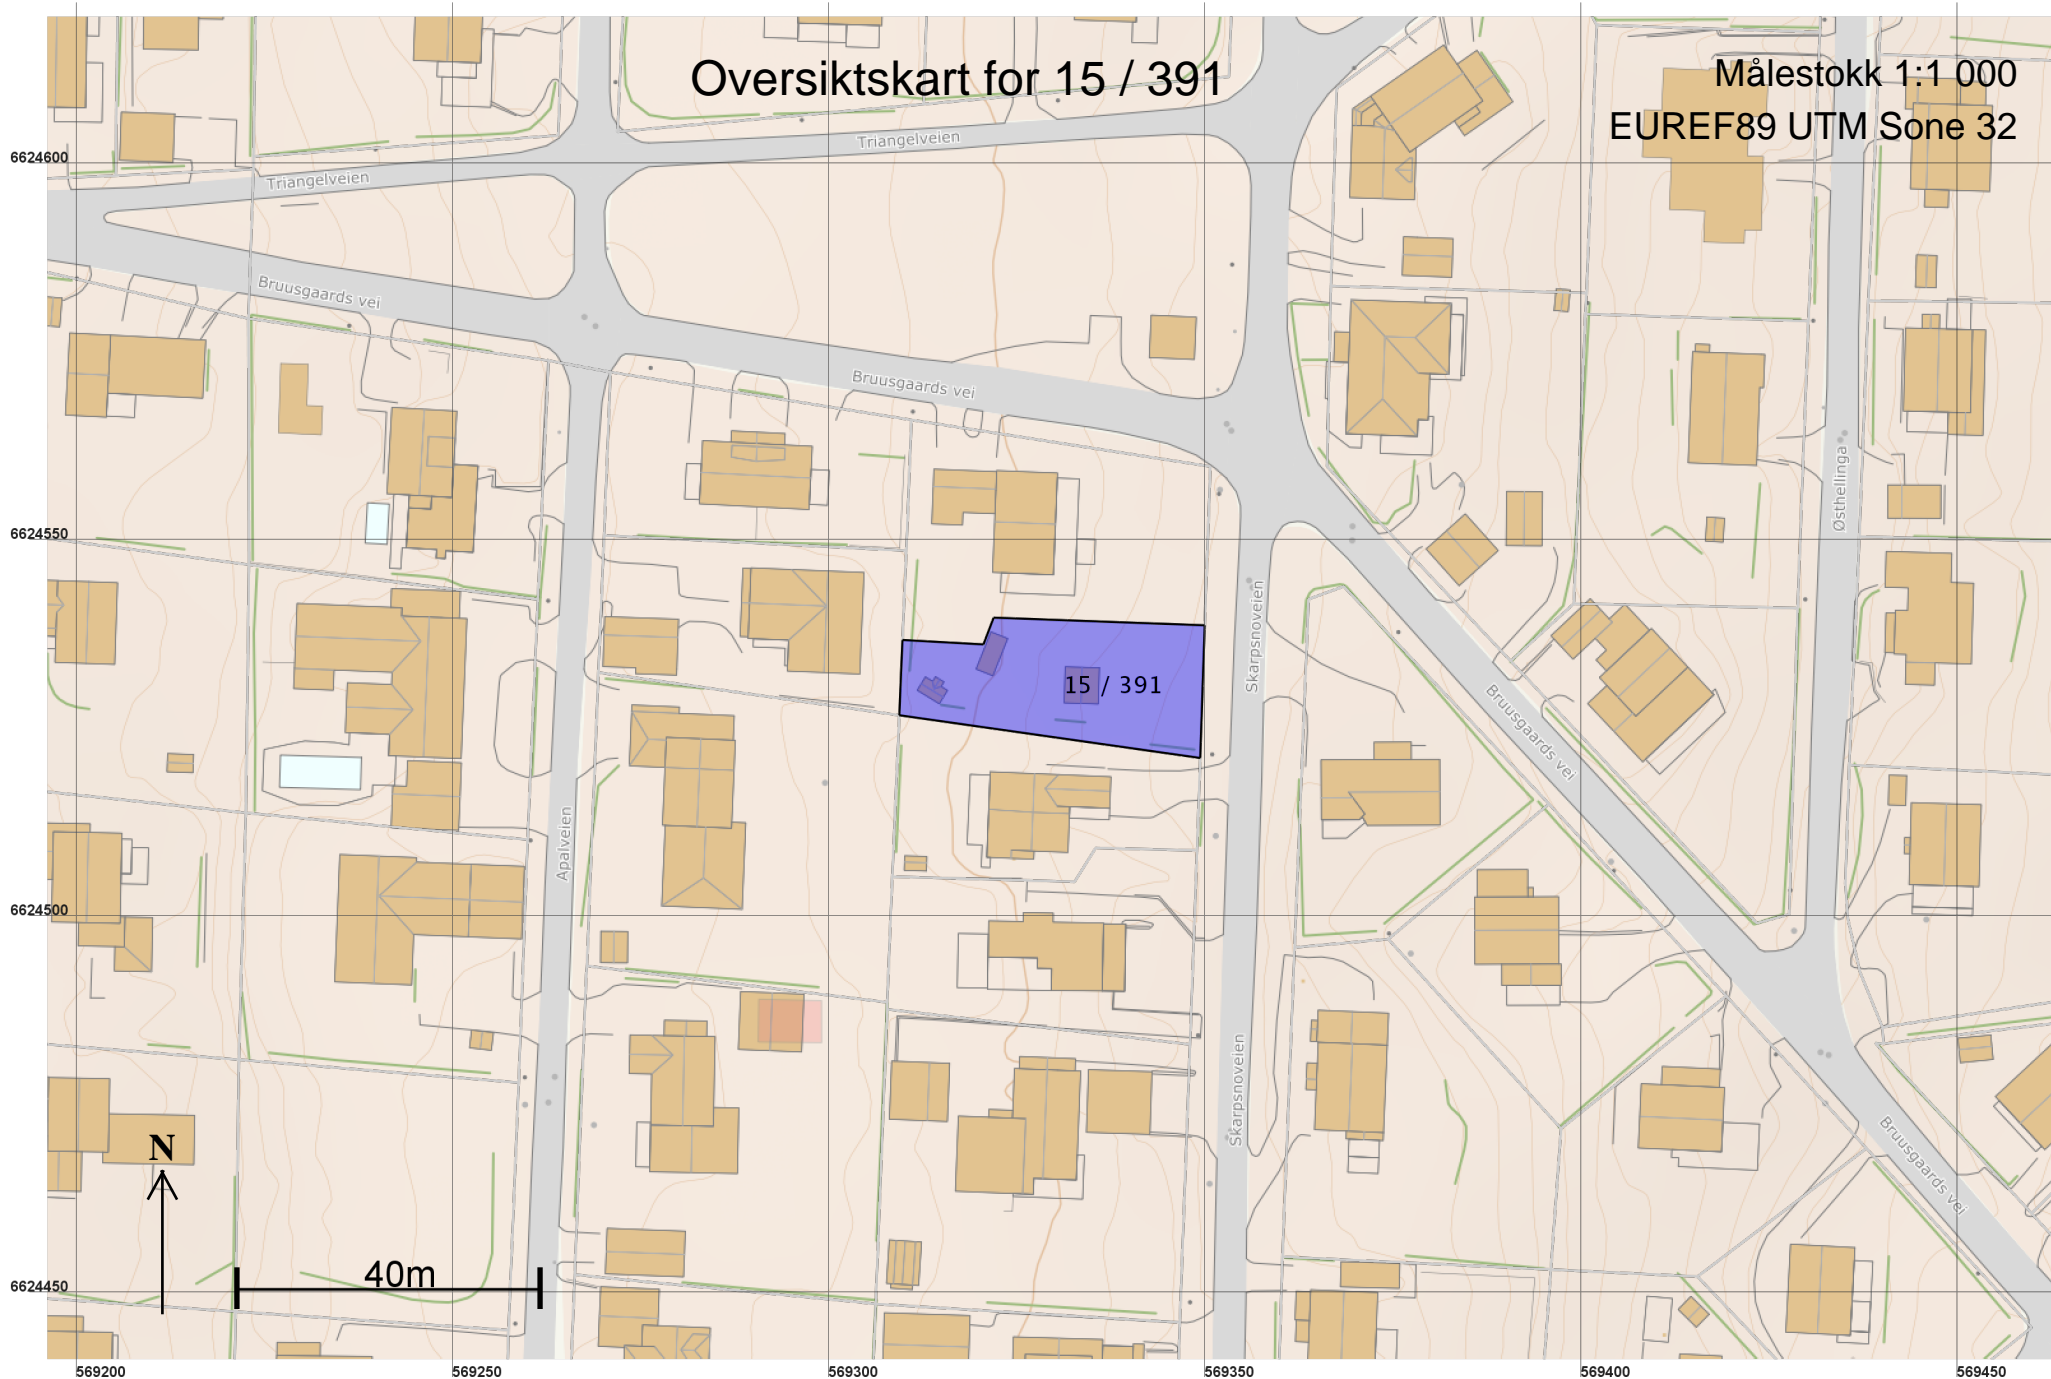 Oversiktskart for 15 / 391
Målestokk 1:1 000
EUREF89 UTM Sone 32
Triangelveien
6624600
Triangelveien
Bruusgaards vei
Bruusgaards vei
Østhellinga
6624550
Skarpsnoveien
15 / 391
Bruusgaards vei
Apalveien
6624500
Skarpsnoveien
Bruusgaards vei
N
40m
6624450
569200
569250
569300
569350
569400
569450